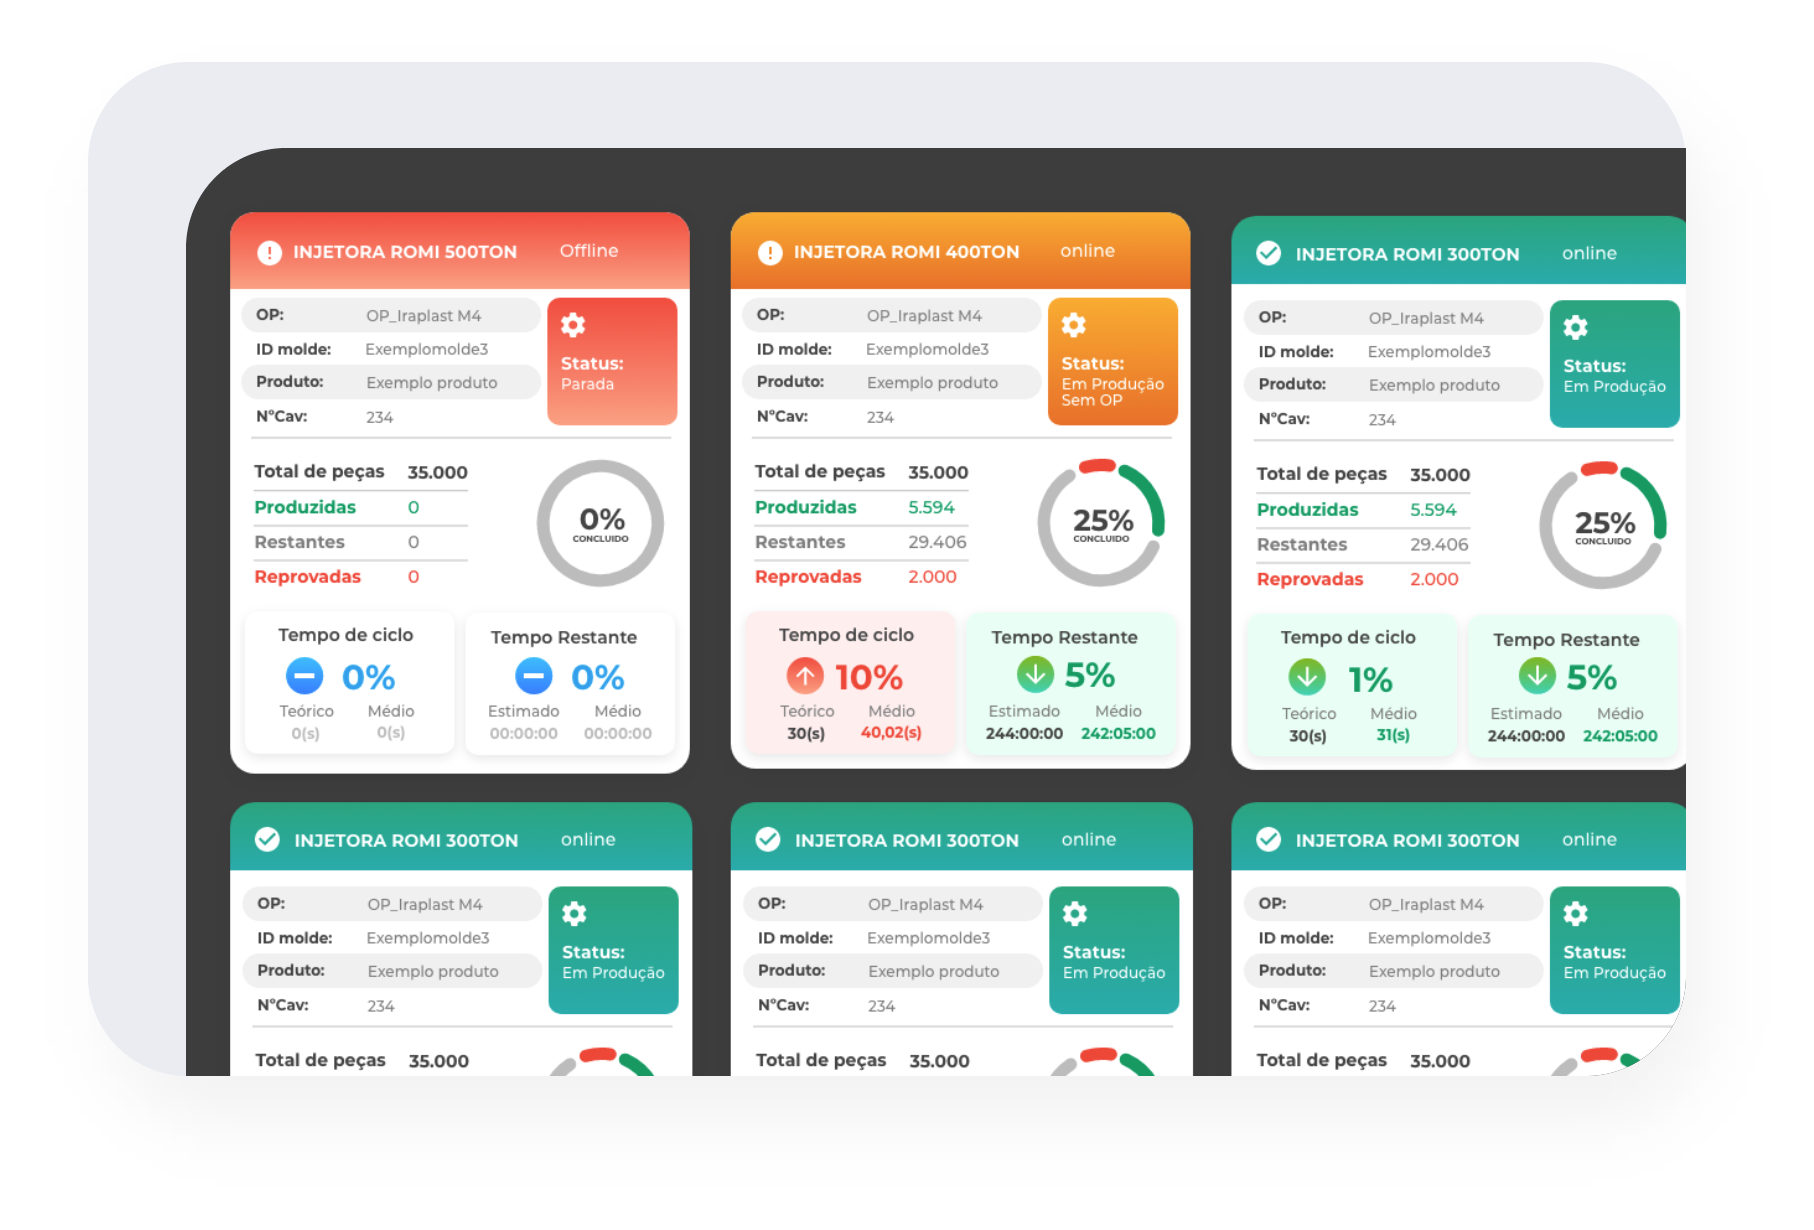 INJETORA ROMI 500TON Offline
OP: OP_Iraplast M4
ID molde: Exemplomolde3
Produto: Exemplo produto
NºCav: 234
Status:
Parada
Total de peças 35.000
Produzidas 0
Restantes 0
Reprovadas 0
0%
CONCLUIDO
Tempo de ciclo
0%
Teórico Médio
0(s) 0(s)
Tempo Restante
0%
Estimado Médio
00:00:00 00:00:00
INJETORA ROMI 400TON online
OP: OP_Iraplast M4
ID molde: Exemplomolde3
Produto: Exemplo produto
NºCav: 234
Status:
Em Produção
Sem OP
Total de peças 35.000
Produzidas 5.594
Restantes 29.406
Reprovadas 2.000
25%
CONCLUIDO
Tempo de ciclo
10%
Teórico Médio
30(s) 40,02(s)
Tempo Restante
5%
Estimado Médio
244:00:00 242:05:00
INJETORA ROMI 300TON online
OP: OP_Iraplast M4
ID molde: Exemplomolde3
Produto: Exemplo produto
NºCav: 234
Status:
Em Produção
Total de peças 35.000
Produzidas 5.594
Restantes 29.406
Reprovadas 2.000
25%
CONCLUIDO
Tempo de ciclo
1%
Teórico Médio
30(s) 31(s)
Tempo Restante
5%
Estimado Médio
244:00:00 242:05:00
INJETORA ROMI 300TON online
OP: OP_Iraplast M4
ID molde: Exemplomolde3
Produto: Exemplo produto
NºCav: 234
Status:
Em Produção
Total de peças 35.000
INJETORA ROMI 300TON online
OP: OP_Iraplast M4
ID molde: Exemplomolde3
Produto: Exemplo produto
NºCav: 234
Status:
Em Produção
Total de peças 35.000
INJETORA ROMI 300TON online
OP: OP_Iraplast M4
ID molde: Exemplomolde3
Produto: Exemplo produto
NºCav: 234
Status:
Em Produção
Total de peças 35.000